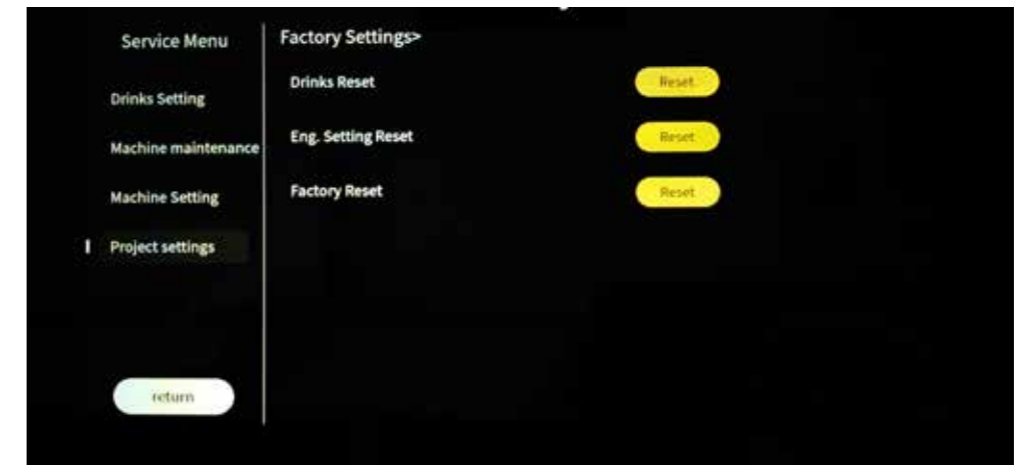 Service Menu
Drinks Setting
Machine maintenance
Machine Setting
Project settings
return
Factory Settings>
Drinks Reset
Reset
Eng. Setting Reset
Reset
Factory Reset
Reset